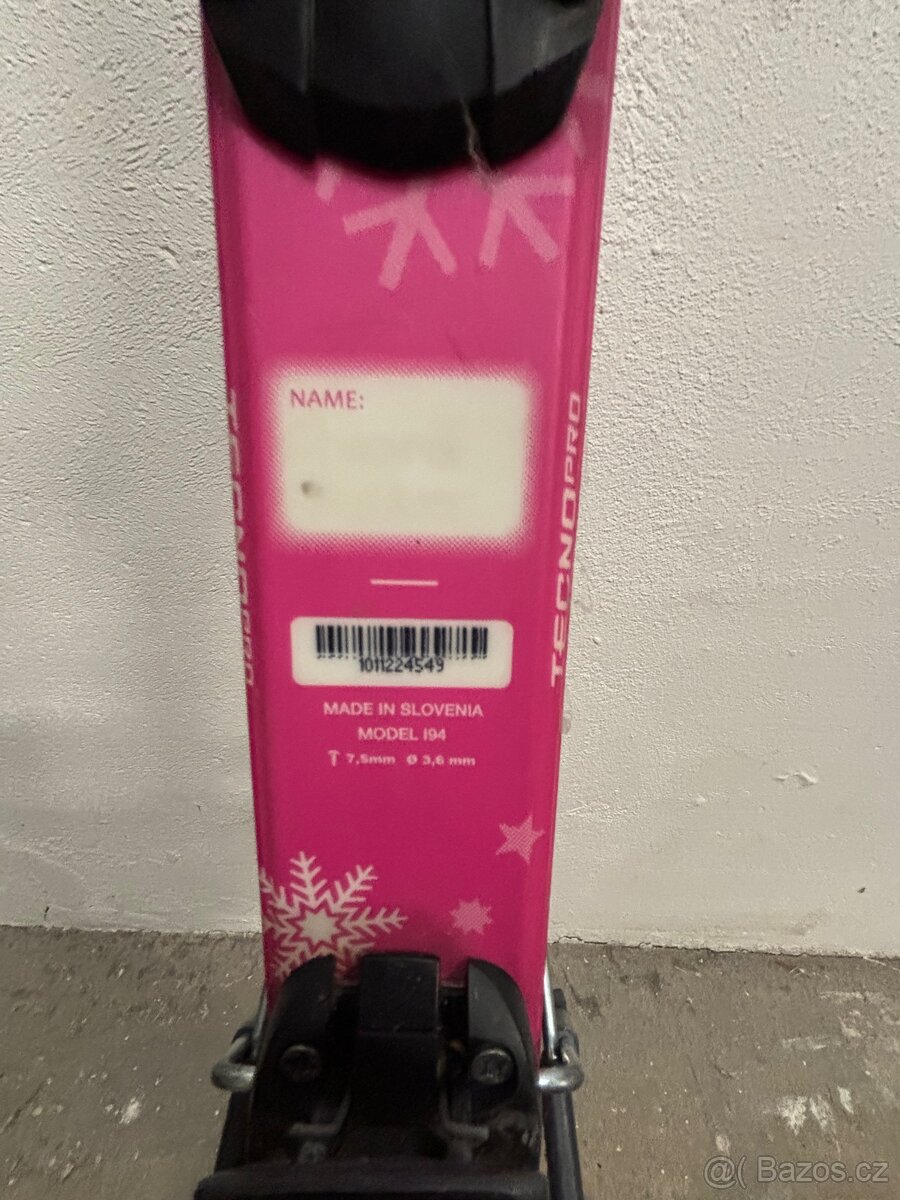 NAME:
TECNOPRO
TECNOPRO
1011224549
MADE IN SLOVENIA
MODEL I94
7,5mm Ø 3,6 mm
@( Bazos.cz